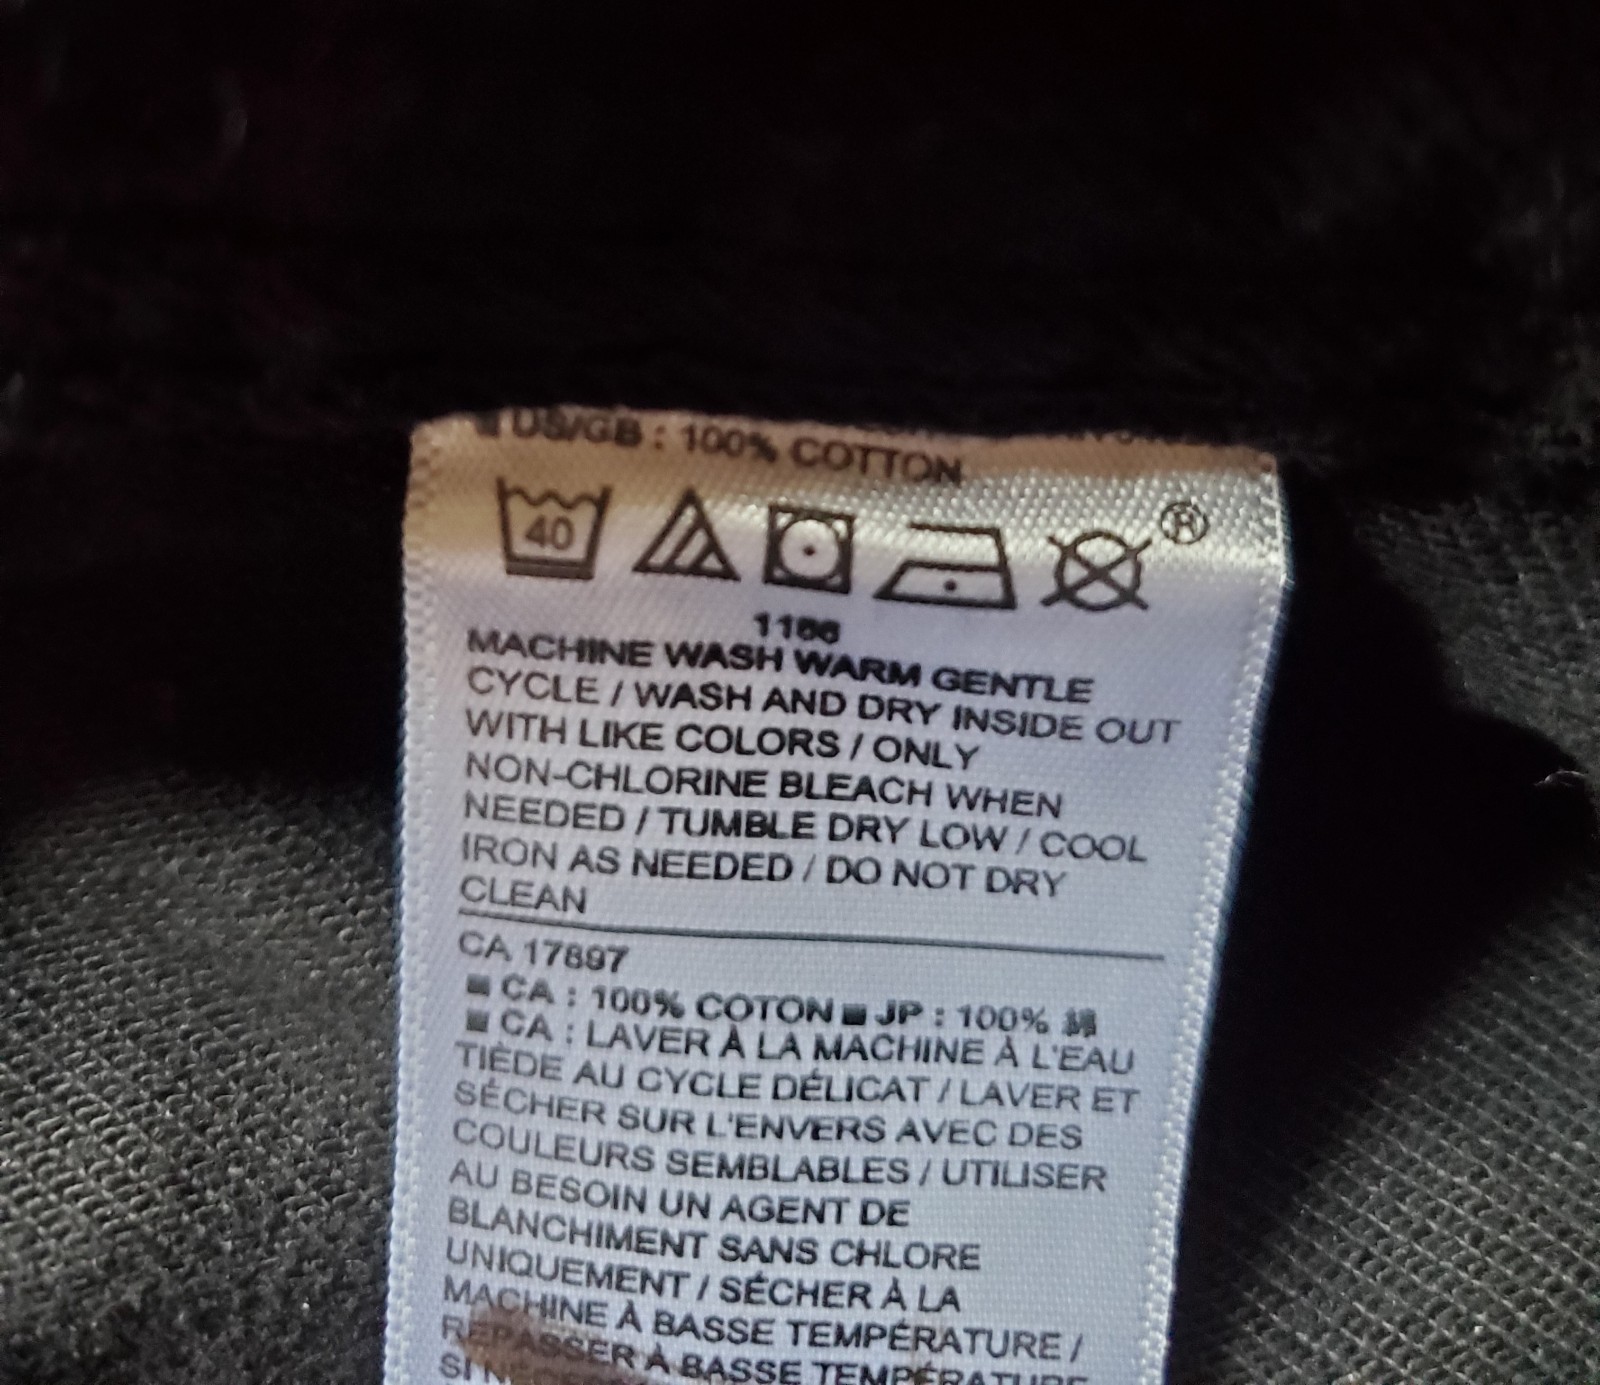 US/GB : 100% COTTON
40
®
MACHINE WASH WARM GENTLE
CYCLE / WASH AND DRY INSIDE OUT
WITH LIKE COLORS / ONLY
NON-CHLORINE BLEACH WHEN
NEEDED / TUMBLE DRY LOW / COOL
IRON AS NEEDED / DO NOT DRY
CLEAN
CA 17897
CA : 100% COTON ■ JP : 100% 綿
CA : LAVER À LA MACHINE À L'EAU
TIÈDE AU CYCLE DÉLICAT / LAVER ET
SÉCHER SUR L'ENVERS AVEC DES
COULEURS SEMBLABLES / UTILISER
AU BESOIN UN AGENT DE
BLANCHIMENT SANS CHLORE
UNIQUEMENT / SÉCHER À LA
MACHINE À BASSE TEMPÉRATURE /
REPASSER À BASSE TEMPÉRATURE